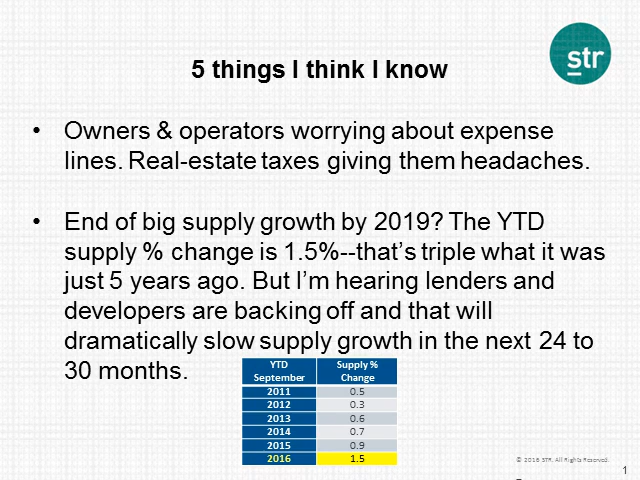 5 things I think I know
str
• Owners & operators worrying about expense
lines. Real-estate taxes giving them headaches.
• End of big supply growth by 2019? The YTD
supply % change is 1.5%--that’s triple what it was
just 5 years ago. But I’m hearing lenders and
developers are backing off and that will
dramatically slow supply growth in the next 24 to
30 months.
YTD September Supply % Change
2011 0.5
2012 0.3
2013 0.6
2014 0.7
2015 0.9
2016 1.5
© 2016 STR. All Rights Reserved.
1